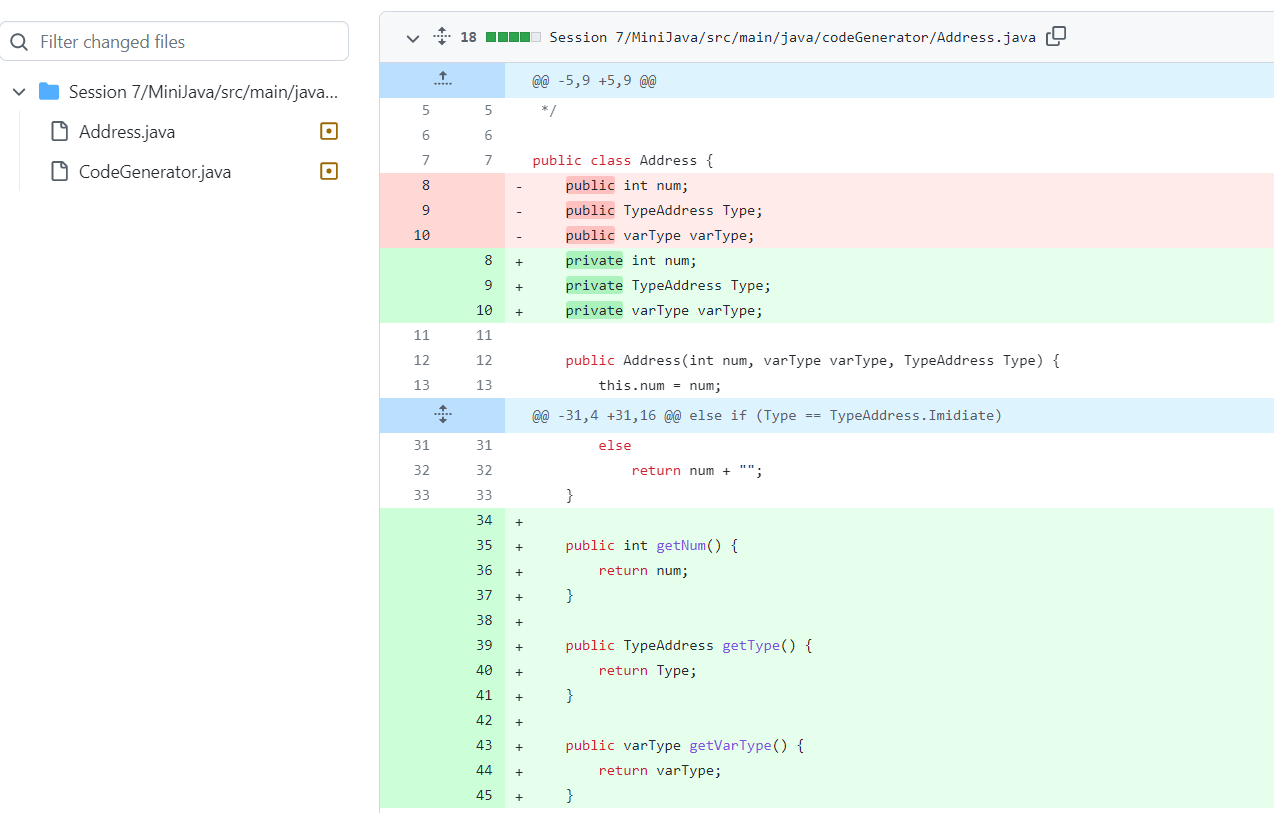 Filter changed files
Session 7/MiniJava/src/main/java...
Address.java
CodeGenerator.java
18 Session 7/MiniJava/src/main/java/codeGenerator/Address.java
@@ -5,9 +5,9 @@
5 5 */
6 6
7 7 public class Address {
8 - public int num;
9 - public TypeAddress Type;
10 - public varType varType;
8 + private int num;
9 + private TypeAddress Type;
10 + private varType varType;
11 11
12 12 public Address(int num, varType varType, TypeAddress Type) {
13 13 this.num = num;
@@ -31,4 +31,16 @@ else if (Type == TypeAddress.Imidiate)
31 31 else
32 32 return num + "";
33 33 }
34 +
35 + public int getNum() {
36 + return num;
37 + }
38 +
39 + public TypeAddress getType() {
40 + return Type;
41 + }
42 +
43 + public varType getVarType() {
44 + return varType;
45 + }